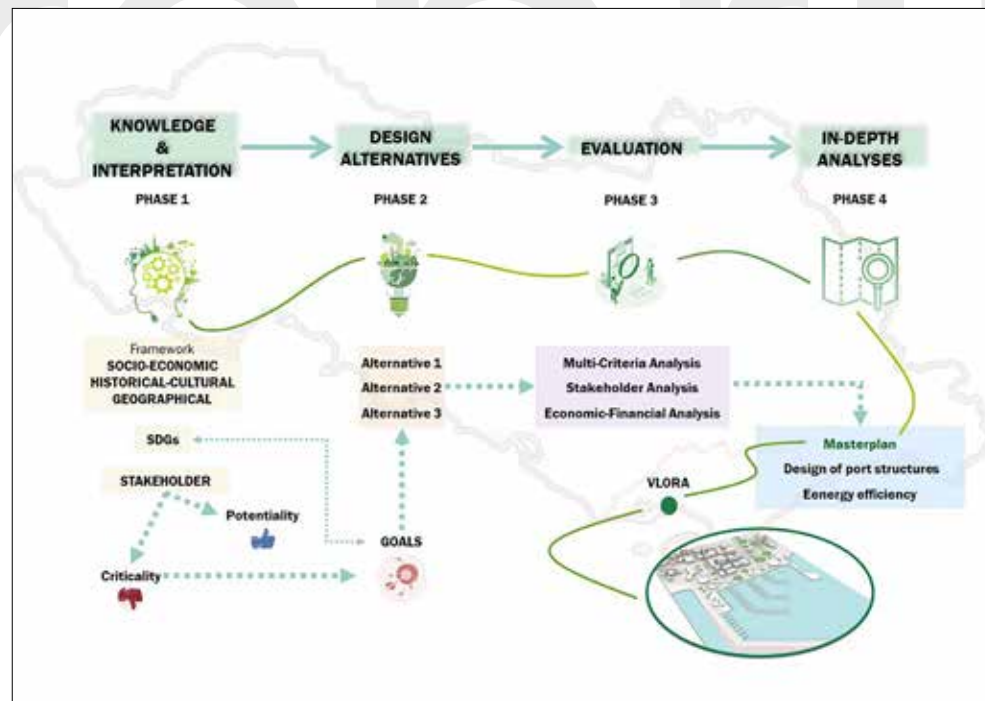 KNOWLEDGE
&
INTERPRETATION
DESIGN
ALTERNATIVES
EVALUATION
IN-DEPTH
ANALYSES
PHASE 1
PHASE 2
PHASE 3
PHASE 4
Framework
SOCIO-ECONOMIC
HISTORICAL-CULTURAL
GEOGRAPHICAL
Alternative 1
Alternative 2
Alternative 3
Multi-Criteria Analysis
Stakeholder Analysis
Economic-Financial Analysis
SDGs
STAKEHOLDER
Potentiality
Criticality
GOALS
Masterplan
Design of port structures
Eenergy efficiency
VLORA